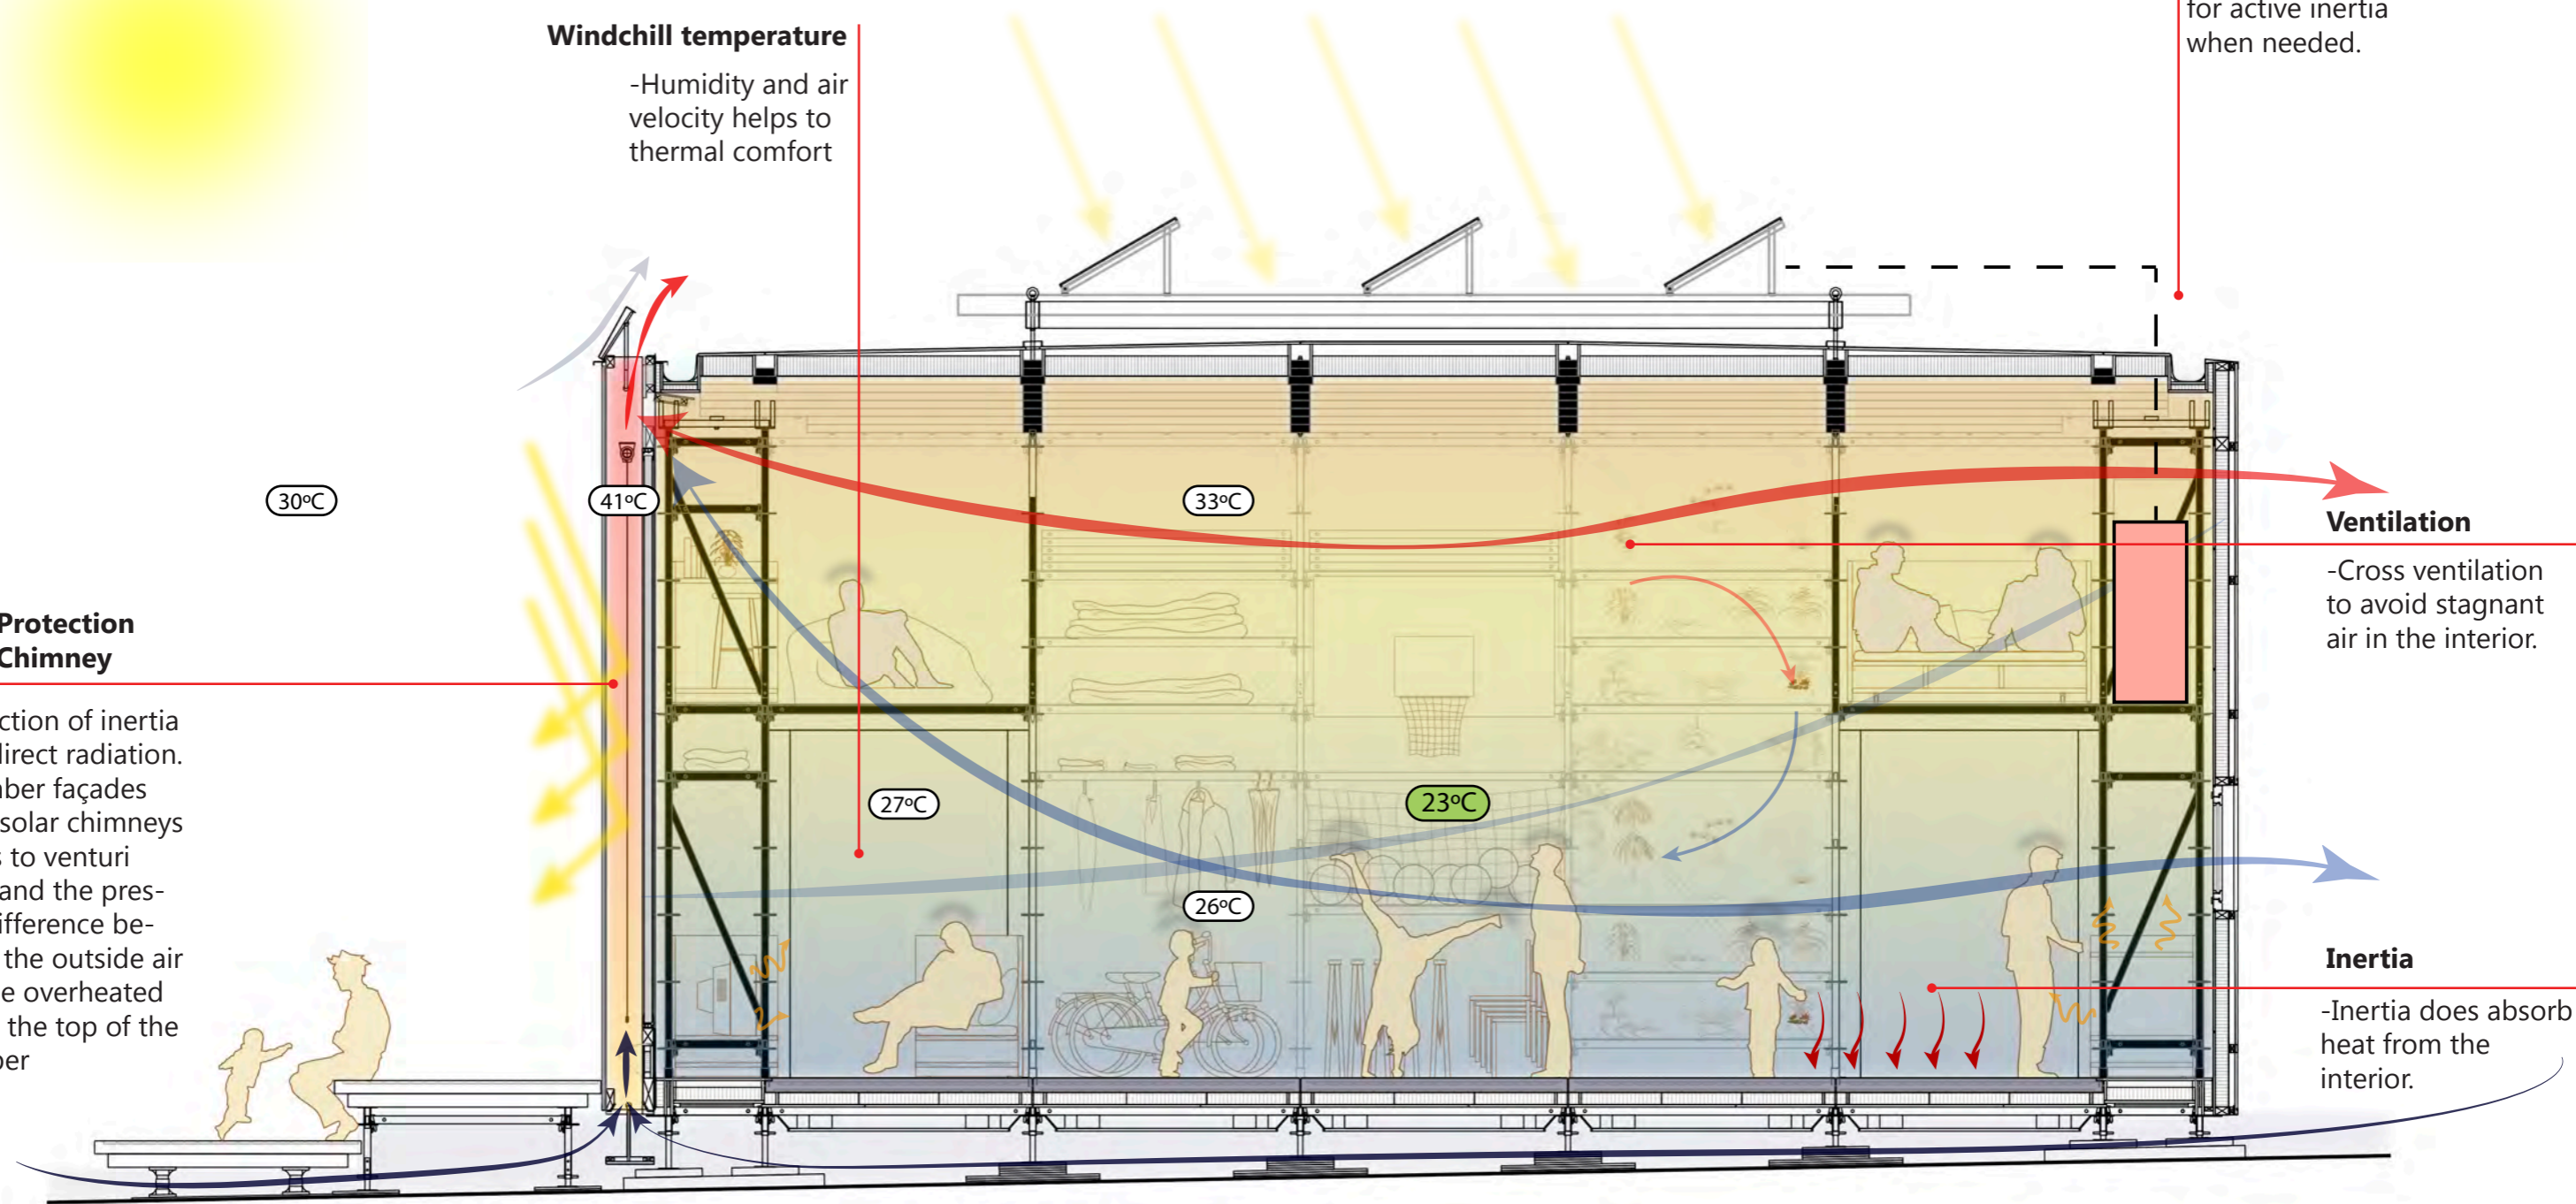 for active inertia
when needed.
Windchill temperature
-Humidity and air
velocity helps to
thermal comfort
30ºC
41ºC
33ºC
Ventilation
-Cross ventilation
to avoid stagnant
air in the interior.
Protection
Chimney
ction of inertia
direct radiation.
ber façades
solar chimneys
s to venturi
and the pres-
ifference be-
the outside air
e overheated
the top of the
er
27ºC
23ºC
26ºC
Inertia
-Inertia does absorb
heat from the
interior.